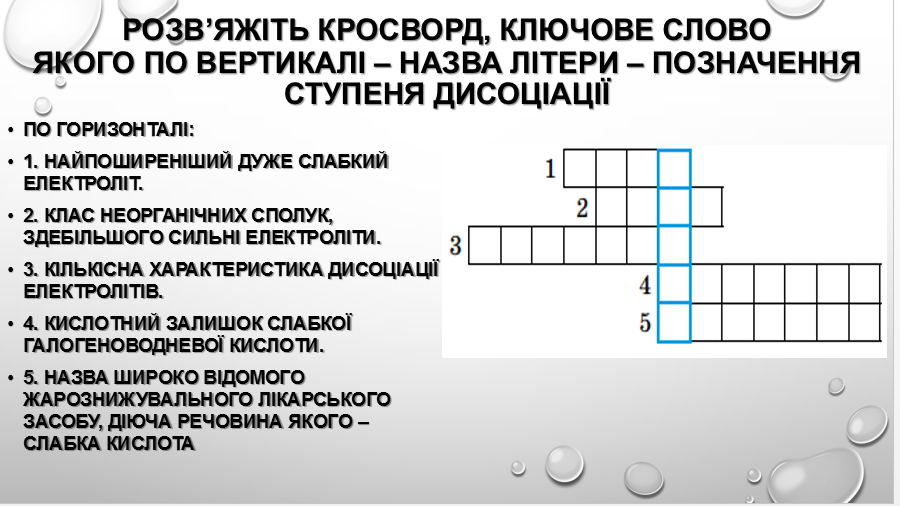 РОЗВ’ЯЖІТЬ КРОСВОРД, КЛЮЧОВЕ СЛОВО
ЯКОГО ПО ВЕРТИКАЛІ – НАЗВА ЛІТЕРИ – ПОЗНАЧЕННЯ
СТУПЕНЯ ДИСОЦІАЦІЇ
• ПО ГОРИЗОНТАЛІ:
• 1. НАЙПОШИРЕНІШИЙ ДУЖЕ СЛАБКИЙ
ЕЛЕКТРОЛІТ.
• 2. КЛАС НЕОРГАНІЧНИХ СПОЛУК,
ЗДЕБІЛЬШОГО СИЛЬНІ ЕЛЕКТРОЛІТИ.
• 3. КІЛЬКІСНА ХАРАКТЕРИСТИКА ДИСОЦІАЦІЇ
ЕЛЕКТРОЛІТІВ.
• 4. КИСЛОТНИЙ ЗАЛИШОК СЛАБКОЇ
ГАЛОГЕНОВОДНЕВОЇ КИСЛОТИ.
• 5. НАЗВА ШИРОКО ВІДОМОГО
ЖАРОЗНИЖУВАЛЬНОГО ЛІКАРСЬКОГО
ЗАСОБУ, ДІЮЧА РЕЧОВИНА ЯКОГО –
СЛАБКА КИСЛОТА
1
2
3
4
5